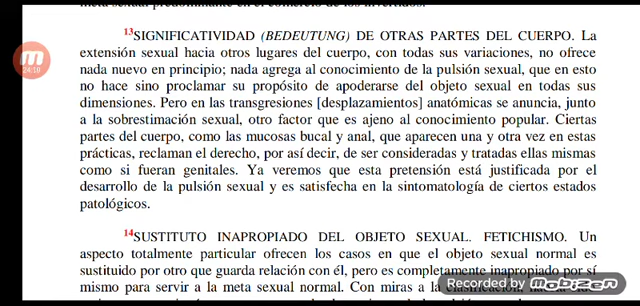 meta sexual predominante en el comercio de los invertidos.
13SIGNIFICATIVIDAD (BEDEUTUNG) DE OTRAS PARTES DEL CUERPO. La
extensión sexual hacia otros lugares del cuerpo, con todas sus variaciones, no ofrece
nada nuevo en principio; nada agrega al conocimiento de la pulsión sexual, que en esto
no hace sino proclamar su propósito de apoderarse del objeto sexual en todas sus
dimensiones. Pero en las transgresiones [desplazamientos] anatómicas se anuncia, junto
a la sobrestimación sexual, otro factor que es ajeno al conocimiento popular. Ciertas
partes del cuerpo, como las mucosas bucal y anal, que aparecen una y otra vez en estas
prácticas, reclaman el derecho, por así decir, de ser consideradas y tratadas ellas mismas
como si fueran genitales. Ya veremos que esta pretensión está justificada por el
desarrollo de la pulsión sexual y es satisfecha en la sintomatología de ciertos estados
patológicos.
14SUSTITUTO INAPROPIADO DEL OBJETO SEXUAL. FETICHISMO. Un
aspecto totalmente particular ofrecen los casos en que el objeto sexual normal es
sustituido por otro que guarda relación con él, pero es completamente inapropiado por sí
mismo para servir a la meta sexual normal. Con miras a la clasificación,
24:19
Recorded by MOBZEN